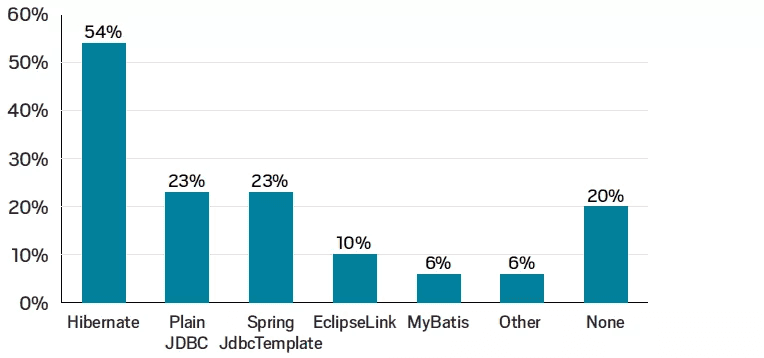 60%
54%
50%
40%
30%
23%
23%
20%
20%
10%
10%
6%
6%
0%
Hibernate
Plain
JDBC
Spring
JdbcTemplate
EclipseLink
MyBatis
Other
None